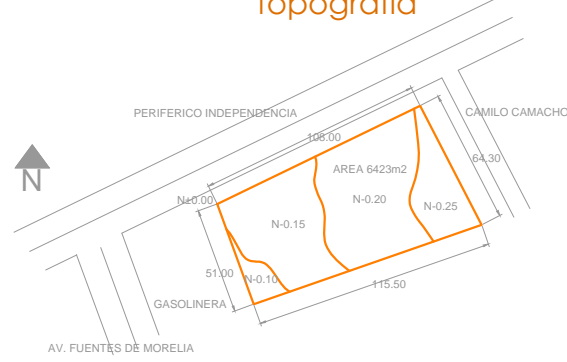 Topografía
PERIFERICO INDEPENDENCIA
CAMILO CAMACHO
108.00
AREA 6423m2
64,30
N
N±0.00
N-0.20
N-0.25
N-0.15
51.00
N-0.10
115.50
GASOLINERA
AV. FUENTES DE MORELIA